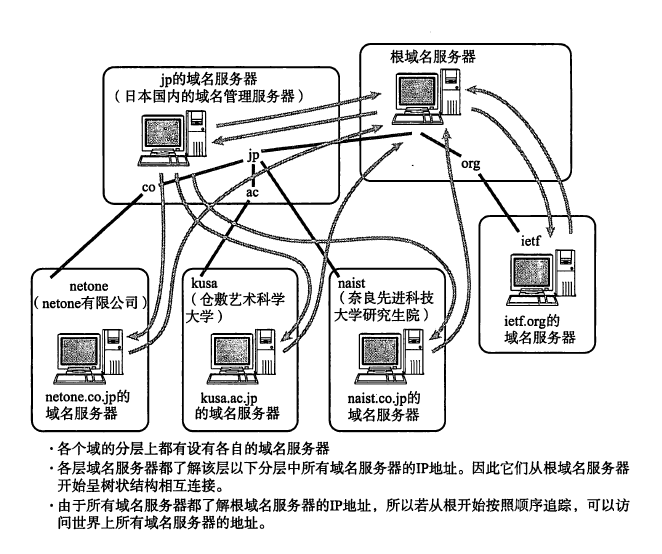 根域名服务器
jp的域名服务器
（日本国内的域名管理服务器）
jp
org
co
ac
ietf
netone
（netone有限公司）
kusa
（仓敷艺术科学
大学）
naist
（奈良先进科技
大学研究生院）
ietf.org的
域名服务器
netone.co.jp的
域名服务器
kusa.ac.jp
的域名服务器
naist.co.jp的
域名服务器
·各个域的分层上都有设有各自的域名服务器
·各层域名服务器都了解该层以下分层中所有域名服务器的IP地址。因此它们从根域名服务器
开始呈树状结构相互连接。
·由于所有域名服务器都了解根域名服务器的IP地址，所以若从根开始按照顺序追踪，可以访
问世界上所有域名服务器的地址。